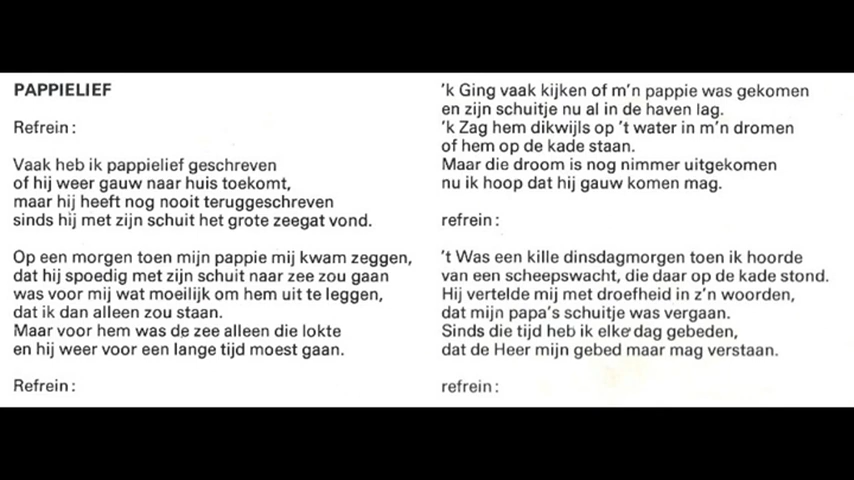 PAPPIELIEF
Refrein:
Vaak heb ik pappielief geschreven
of hij weer gauw naar huis toekomt,
maar hij heeft nog nooit teruggeschreven
sinds hij met zijn schuit het grote zeegat vond.
Op een morgen toen mijn pappie mij kwam zeggen,
dat hij spoedig met zijn schuit naar zee zou gaan
was voor mij wat moeilijk om hem uit te leggen,
dat ik dan alleen zou staan.
Maar voor hem was de zee alleen die lokte
en hij weer voor een lange tijd moest gaan.
Refrein:
'k Ging vaak kijken of m'n pappie was gekomen
en zijn schuitje nu al in de haven lag.
'k Zag hem dikwijls op 't water in m'n dromen
of hem op de kade staan.
Maar die droom is nog nimmer uitgekomen
nu ik hoop dat hij gauw komen mag.
refrein:
't Was een kille dinsdagmorgen toen ik hoorde
van een scheepswacht, die daar op de kade stond.
Hij vertelde mij met droefheid in z'n woorden,
dat mijn papa's schuitje was vergaan.
Sinds die tijd heb ik elke dag gebeden,
dat de Heer mijn gebed maar mag verstaan.
refrein: